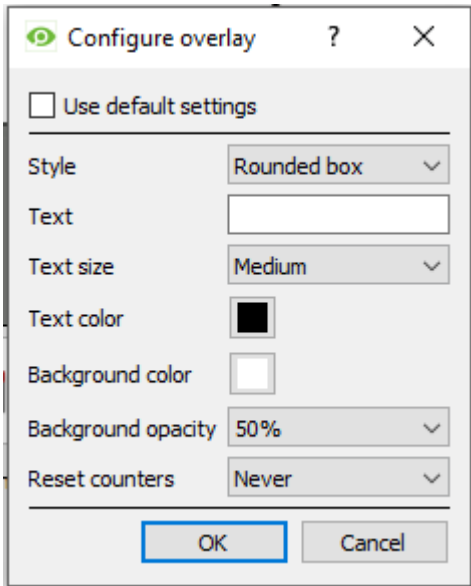 Configure overlay ?
Use default settings
Style Rounded box
Text
Text size Medium
Text color
Background color
Background opacity 50%
Reset counters Never
OK Cancel